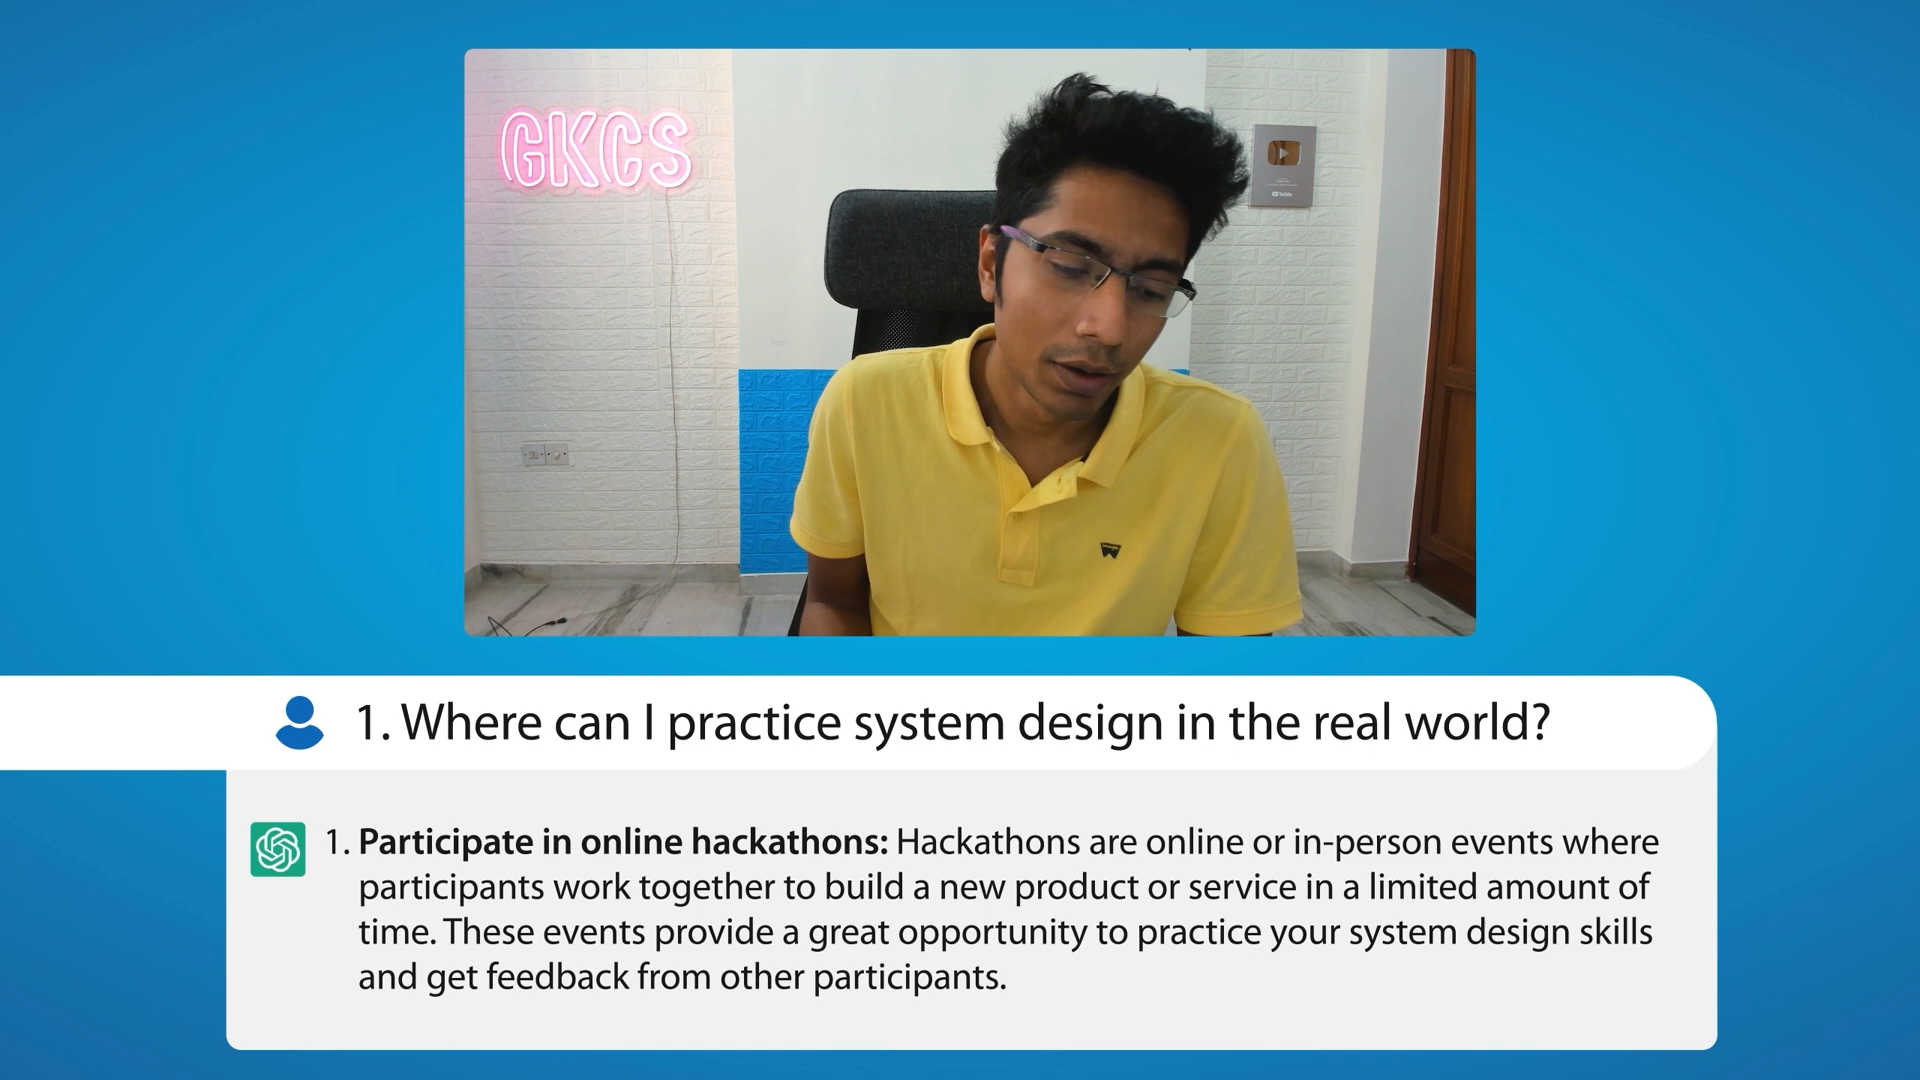 GKCS
1. Where can I practice system design in the real world?
1. Participate in online hackathons: Hackathons are online or in-person events where
participants work together to build a new product or service in a limited amount of
time. These events provide a great opportunity to practice your system design skills
and get feedback from other participants.